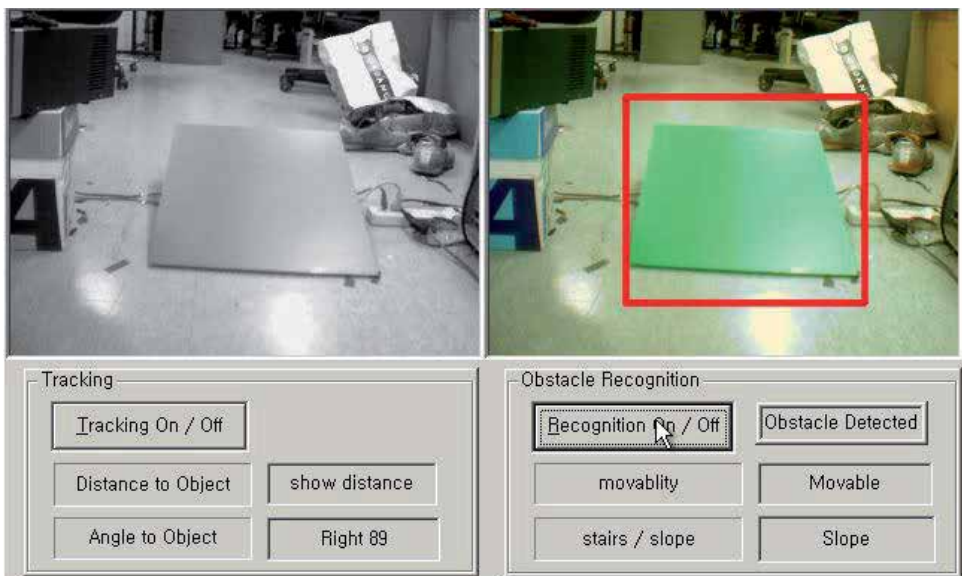 A
A
Tracking
Obstacle Recognition
Tracking On / Off
Recognition On / Off
Obstacle Detected
Distance to Object
show distance
movablity
Movable
Angle to Object
Right 89
stairs / slope
Slope